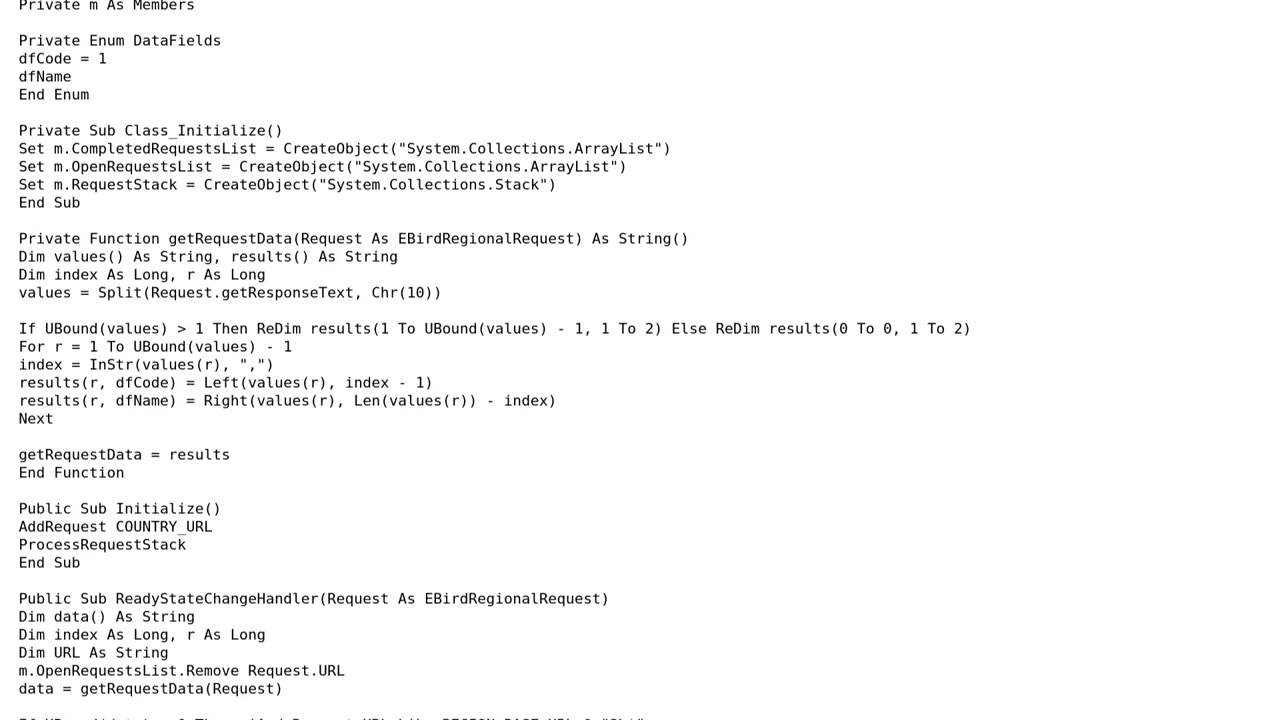 Private m As Members
Private Enum DataFields
dfCode = 1
dfName
End Enum
Private Sub Class_Initialize()
Set m.CompletedRequestsList = CreateObject("System.Collections.ArrayList")
Set m.OpenRequestsList = CreateObject("System.Collections.ArrayList")
Set m.RequestStack = CreateObject("System.Collections.Stack")
End Sub
Private Function getRequestData(Request As EBirdRegionalRequest) As String()
Dim values() As String, results() As String
Dim index As Long, r As Long
values = Split(Request.getResponseText, Chr(10))
If UBound(values) > 1 Then ReDim results(1 To UBound(values) - 1, 1 To 2) Else ReDim results(0 To 0, 1 To 2)
For r = 1 To UBound(values) - 1
index = InStr(values(r), ",")
results(r, dfCode) = Left(values(r), index - 1)
results(r, dfName) = Right(values(r), Len(values(r)) - index)
Next
getRequestData = results
End Function
Public Sub Initialize()
AddRequest COUNTRY_URL
ProcessRequestStack
End Sub
Public Sub ReadyStateChangeHandler(Request As EBirdRegionalRequest)
Dim data() As String
Dim index As Long, r As Long
Dim URL As String
m.OpenRequestsList.Remove Request.URL
data = getRequestData(Request)